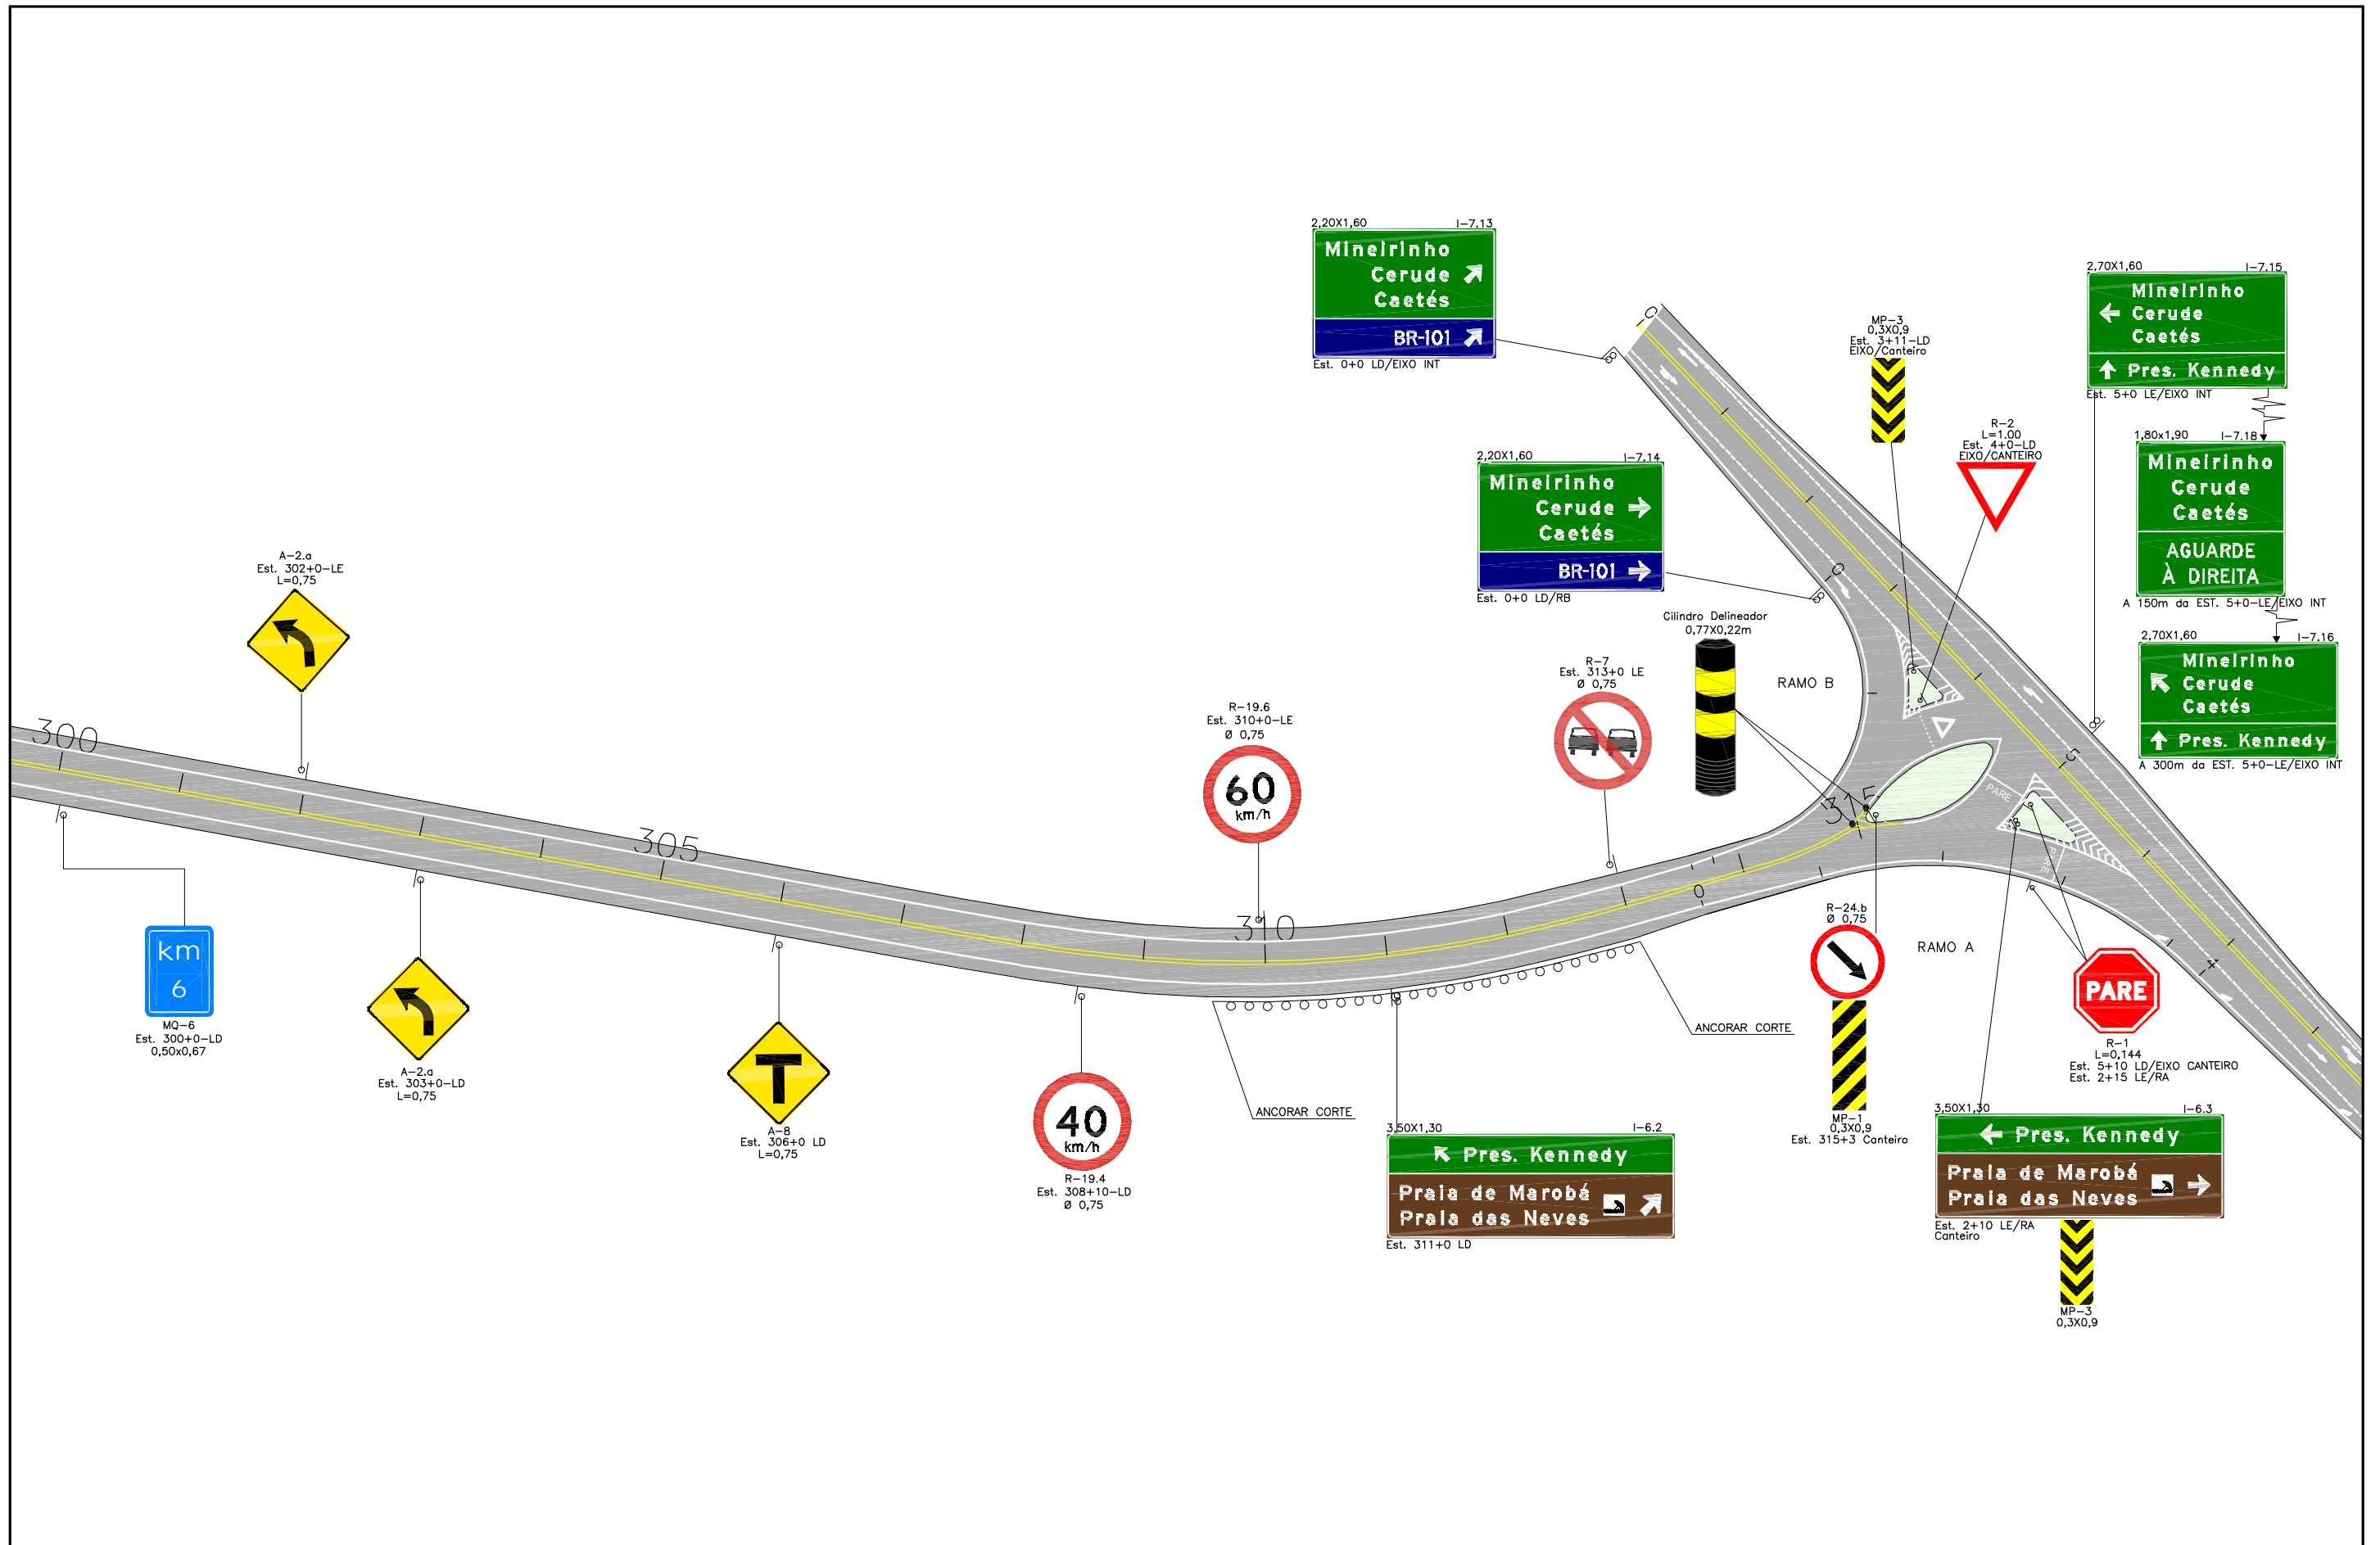 2,20X1,60 I-7.13
Mineirinho
Cerude
Caetés
BR-101
Est. 0+0 LD/EIXO INT
2,70X1,60 I-7.15
Mineirinho
Cerude
Caetés
Pres. Kennedy
Est. 5+0 LE/EIXO INT
MP-3
0,3X0,9
Est. 3+11-LD
EIXO/Canteiro
R-2
L=1.00
Est. 4+0-LD
EIXO/CANTEIRO
1,80x1,90 I-7.18
Mineirinho
Cerude
Caetés
AGUARDE
À DIREITA
A 150m da EST. 5+0-LE/EIXO INT
2,20X1,60 I-7.14
Mineirinho
Cerude
Caetés
BR-101
Est. 0+0 LD/RB
2,70X1,60 I-7.16
Mineirinho
Cerude
Caetés
Pres. Kennedy
A 300m da EST. 5+0-LE/EIXO INT
A-2.a
Est. 302+0-LE
L=0,75
Cilindro Delineador
0,77X0,22m
R-7
Est. 313+0 LE
Ø 0,75
RAMO B
R-19.6
Est. 310+0-LE
Ø 0,75
60
km/h
300
305
310
315
0
0
0
5
4
PARE
PARE
km
6
MQ-6
Est. 300+0-LD
0,50x0,67
A-2.a
Est. 303+0-LD
L=0,75
A-8
Est. 306+0 LD
L=0,75
40
km/h
R-19.4
Est. 308+10-LD
Ø 0,75
ANCORAR CORTE
ANCORAR CORTE
R-24.b
Ø 0,75
RAMO A
MP-1
0,3X0,9
Est. 315+3 Canteiro
PARE
R-1
L=0,144
Est. 5+10 LD/EIXO CANTEIRO
Est. 2+15 LE/RA
3,50X1,30 I-6.2
Pres. Kennedy
Praia de Marobá
Praia das Neves
Est. 311+0 LD
3,50X1,30 I-6.3
Pres. Kennedy
Praia de Marobá
Praia das Neves
Est. 2+10 LE/RA
Canteiro
MP-3
0,3X0,9